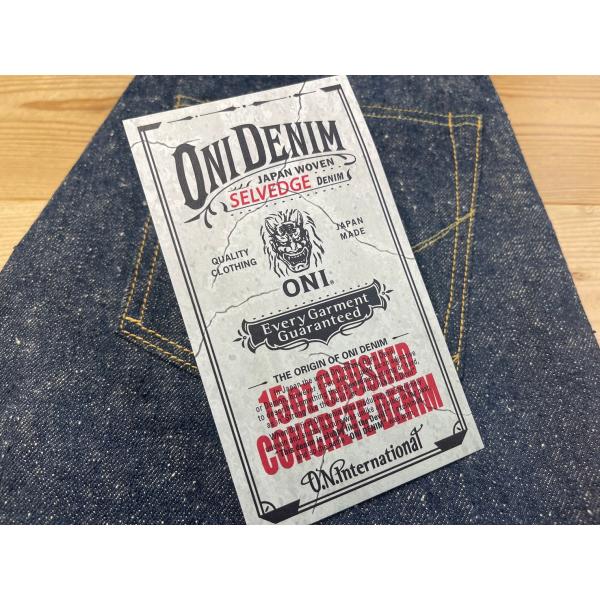 ONI DENIM
JAPAN WOVEN
SELVEDGE DENIM
QUALITY
CLOTHING
JAPAN
MADE
ONI®
Every Garment
Guaranteed
THE ORIGIN OF ONI DENIM
15oz CRUSHED
CONCRETE DENIM
O.N.International